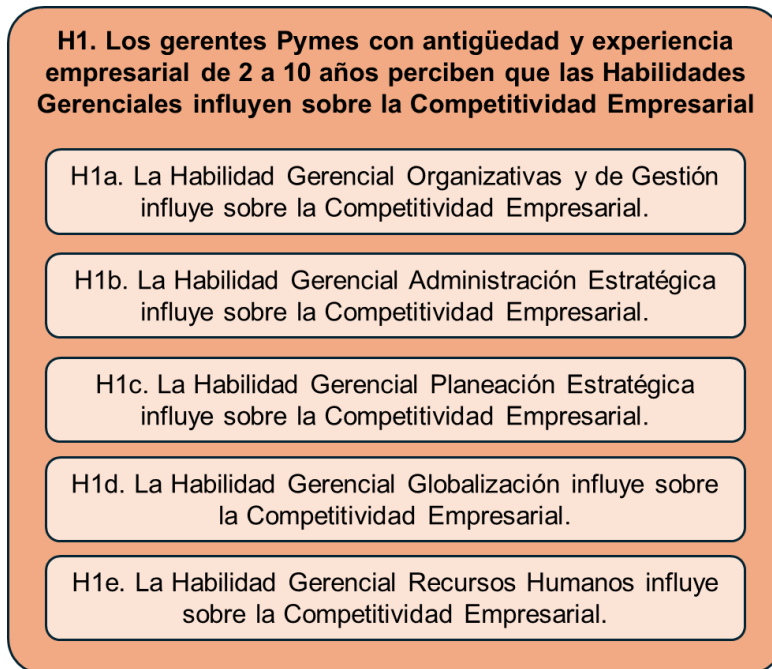 H1. Los gerentes Pymes con antigüedad y experiencia
empresarial de 2 a 10 años perciben que las Habilidades
Gerenciales influyen sobre la Competitividad Empresarial
H1a. La Habilidad Gerencial Organizativas y de Gestión
influye sobre la Competitividad Empresarial.
H1b. La Habilidad Gerencial Administración Estratégica
influye sobre la Competitividad Empresarial.
H1c. La Habilidad Gerencial Planeación Estratégica
influye sobre la Competitividad Empresarial.
H1d. La Habilidad Gerencial Globalización influye sobre
la Competitividad Empresarial.
H1e. La Habilidad Gerencial Recursos Humanos influye
sobre la Competitividad Empresarial.